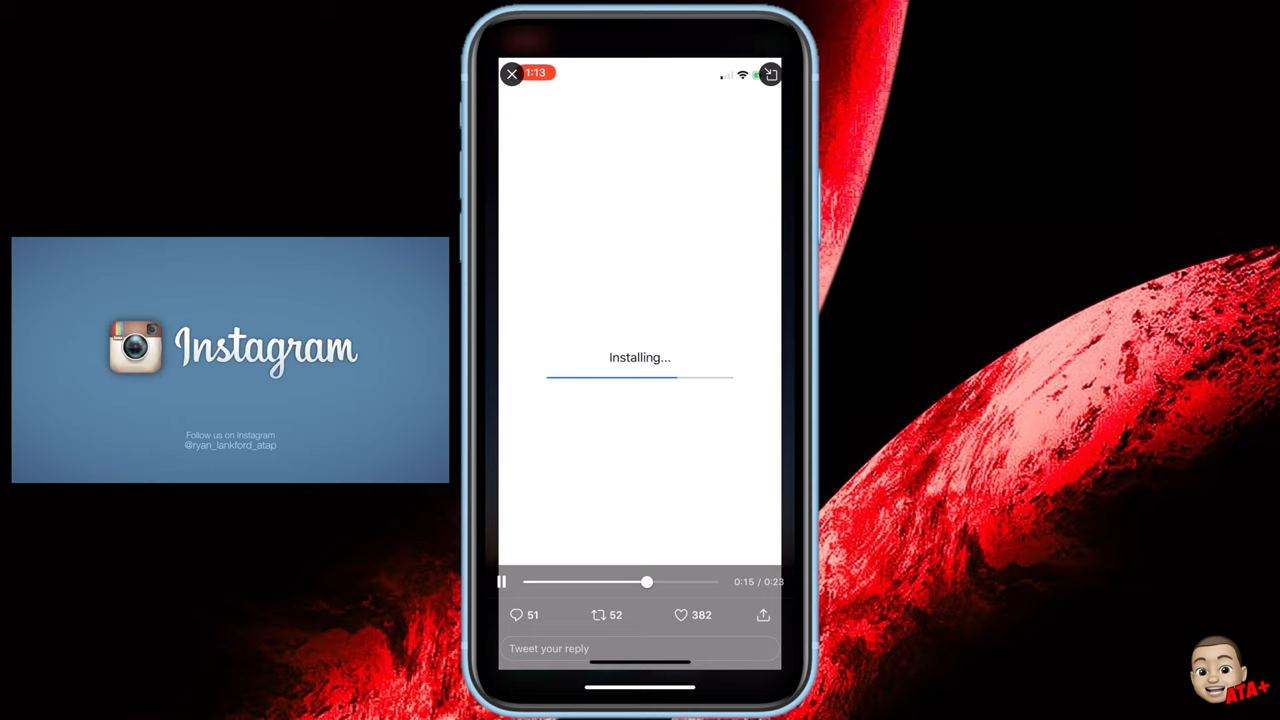 1:13
Installing...
0:15 / 0:23
51
52
382
Tweet your reply
Instagram
Follow us on Instagram
@ryan_lankford_atap
ATA+